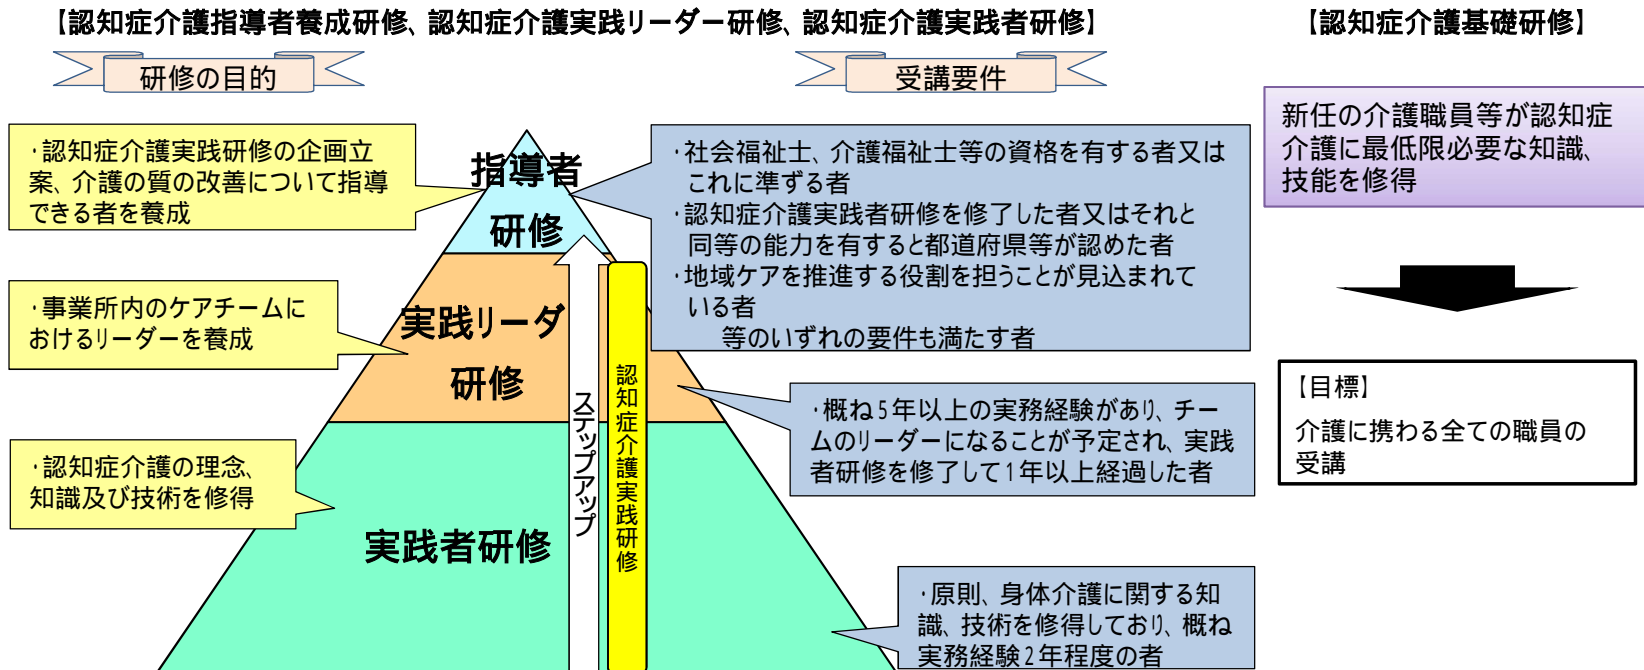 【認知症介護指導者養成研修、認知症介護実践リーダー研修、認知症介護実践者研修】
【認知症介護基礎研修】
研修の目的
受講要件
・認知症介護実践研修の企画立
案、介護の質の改善について指導
できる者を養成
指導者
研修
・社会福祉士、介護福祉士等の資格を有する者又は
これに準ずる者
・認知症介護実践者研修を修了した者又はそれと
同等の能力を有すると都道府県等が認めた者
・地域ケアを推進する役割を担うことが見込まれて
いる者
等のいずれの要件も満たす者
新任の介護職員等が認知症
介護に最低限必要な知識、
技能を修得
・事業所内のケアチームに
おけるリーダーを養成
実践リーダ
研修
・概ね5年以上の実務経験があり、チー
ムのリーダーになることが予定され、実践
者研修を修了して1年以上経過した者
【目標】
介護に携わる全ての職員の
受講
・認知症介護の理念、
知識及び技術を修得
実践者研修
ステップアップ
認知症介護実践研修
・原則、身体介護に関する知
識、技術を修得しており、概ね
実務経験2年程度の者